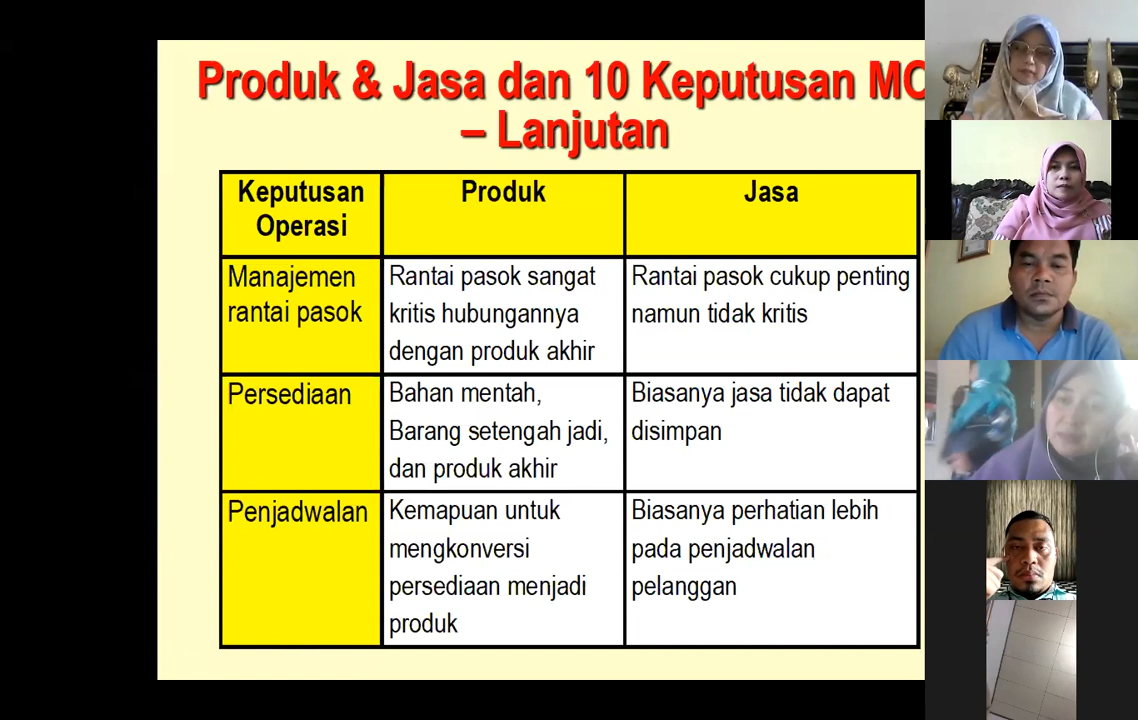 Produk & Jasa dan 10 Keputusan MO
– Lanjutan
Keputusan Operasi
Produk
Jasa
Manajemen
rantai pasok
Rantai pasok sangat
kritis hubungannya
dengan produk akhir
Rantai pasok cukup penting
namun tidak kritis
Persediaan
Bahan mentah,
Barang setengah jadi,
dan produk akhir
Biasanya jasa tidak dapat
disimpan
Penjadwalan
Kemapuan untuk
mengkonversi
persediaan menjadi
produk
Biasanya perhatian lebih
pada penjadwalan
pelanggan